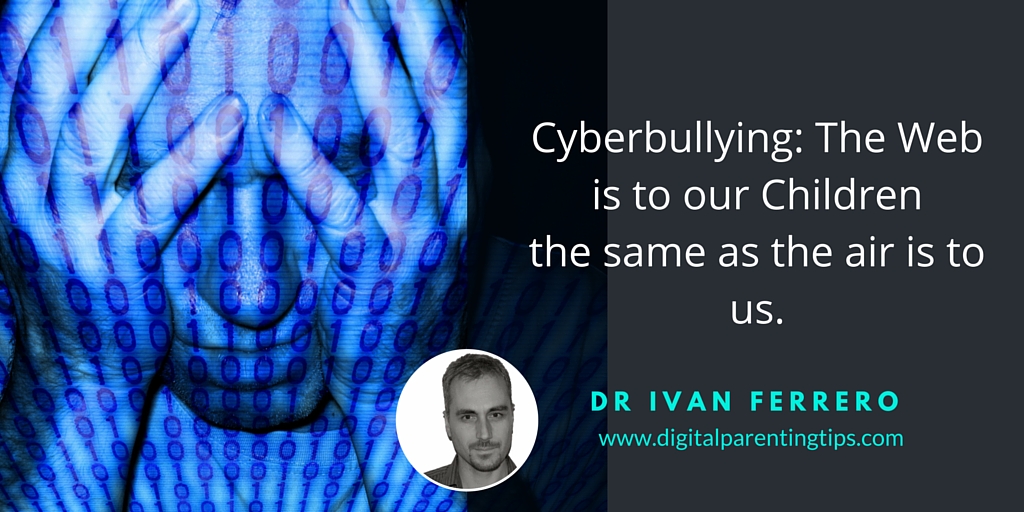 Cyberbullying: The Web
is to our Children
the same as the air is to
us.
DR IVAN FERRERO
www.digitalparentingtips.com